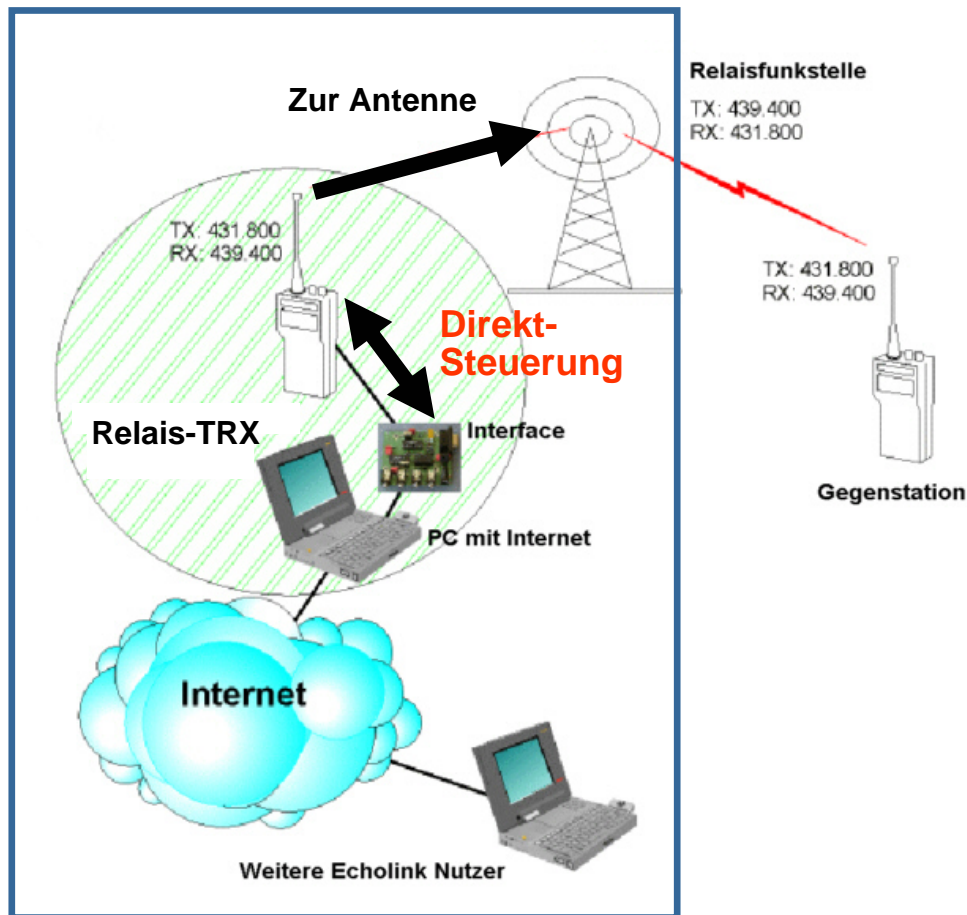 Zur Antenne
Relaisfunkstelle
TX: 439.400
RX: 431.800
TX: 431.800
RX: 439.400
TX: 431.800
RX: 439.400
Direkt-
Steuerung
Relais-TRX
Interface
Gegenstation
PC mit Internet
Internet
Weitere Echolink Nutzer